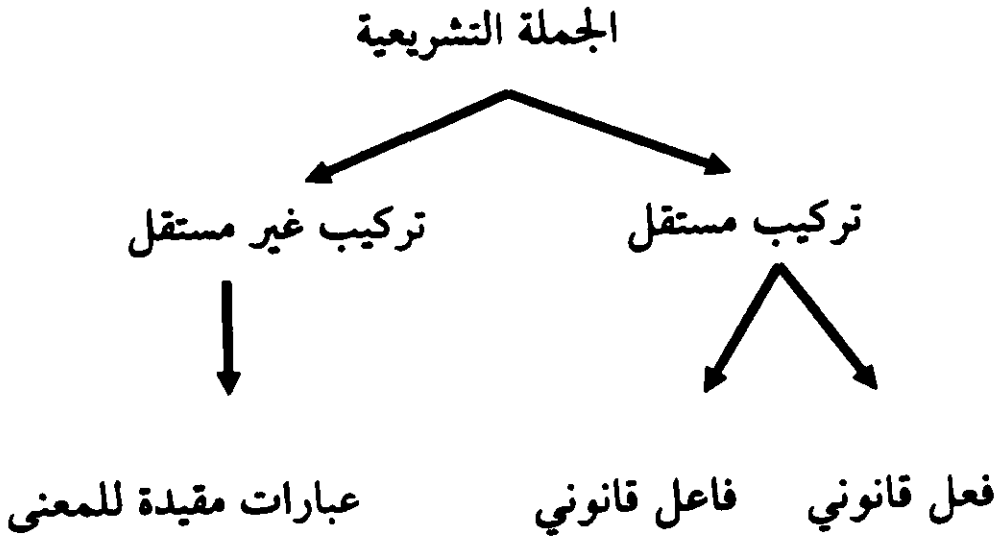 الجملة التشريعية
تركيب مستقل
تركيب غير مستقل
فعل قانوني
فاعل قانوني
عبارات مقيدة للمعنى